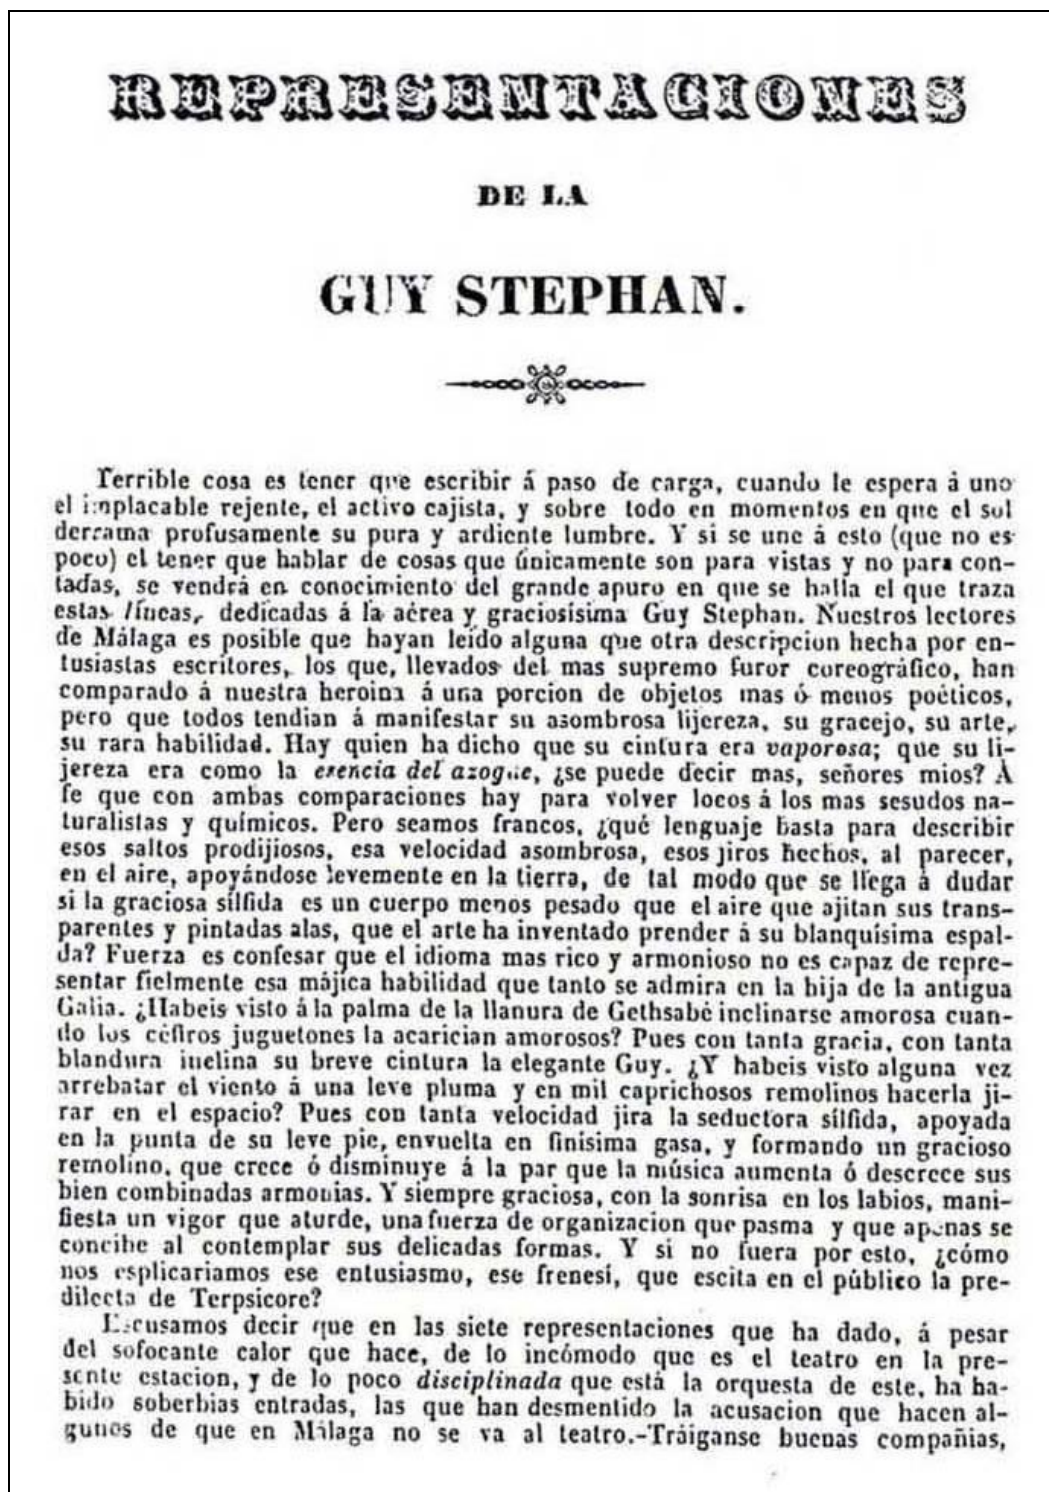 REPRESENTACIONES
DE LA
GUY STEPHAN.
Terrible cosa es tener que escribir á paso de carga, cuando le espera á uno
el implacable rejente, el activo cajista, y sobre todo en momentos en que el sol
derrama profusamente su pura y ardiente lumbre. Y si se une á esto (que no es
poco) el tener que hablar de cosas que únicamente son para vistas y no para con-
tadas, se vendrá en conocimiento del grande apuro en que se halla el que traza
estas líneas, dedicadas á la aérea y graciosísima Guy Stephan. Nuestros lectores
de Málaga es posible que hayan leído alguna que otra descripcion hecha por en-
tusiastas escritores, los que, llevados del mas supremo furor coreográfico, han
comparado á nuestra heroina á una porcion de objetos mas ó menos poéticos,
pero que todos tendian á manifestar su asombrosa lijereza, su gracejo, su arte,
su rara habilidad. Hay quien ha dicho que su cintura era vaporosa; que su li-
jereza era como la esencia del azogue, ¿se puede decir mas, señores mios? A
fe que con ambas comparaciones hay para volver locos á los mas sesudos na-
turalistas y químicos. Pero seamos francos, ¿qué lenguaje basta para describir
esos saltos prodijiosos, esa velocidad asombrosa, esos jiros hechos, al parecer,
en el aire, apoyándose levemente en la tierra, de tal modo que se llega á dudar
si la graciosa sílfida es un cuerpo menos pesado que el aire que ajitan sus trans-
parentes y pintadas alas, que el arte ha inventado prender á su blanquísima espal-
da? Fuerza es confesar que el idioma mas rico y armonioso no es capaz de repre-
sentar fielmente esa májica habilidad que tanto se admira en la hija de la antigua
Galia. ¿Habeis visto á la palma de la llanura de Gethsabé inclinarse amorosa cuan-
do los céfiros juguetones la acarician amorosos? Pues con tanta gracia, con tanta
blandura inclina su breve cintura la elegante Guy. ¿Y habeis visto alguna vez
arrebatar el viento á una leve pluma y en mil caprichosos remolinos hacerla ji-
rar en el espacio? Pues con tanta velocidad jira la seductora sílfida, apoyada
en la punta de su leve pie, envuelta en finísima gasa, y formando un gracioso
remolino, que crece ó disminuye á la par que la música aumenta ó descrece sus
bien combinadas armonias. Y siempre graciosa, con la sonrisa en los labios, mani-
fiesta un vigor que aturde, una fuerza de organizacion que pasma y que apenas se
concibe al contemplar sus delicadas formas. Y si no fuera por esto, ¿cómo
nos esplicariamos ese entusiasmo, ese frenesí, que escita en el público la pre-
dilecta de Terpsicore?
Escusamos decir que en las siete representaciones que ha dado, á pesar
del sofocante calor que hace, de lo incómodo que es el teatro en la pre-
sente estacion, y de lo poco disciplinada que está la orquesta de este, ha ha-
bido soberbias entradas, las que han desmentido la acusacion que hacen al-
gunos de que en Málaga no se va al teatro.-Tráiganse buenas compañias,